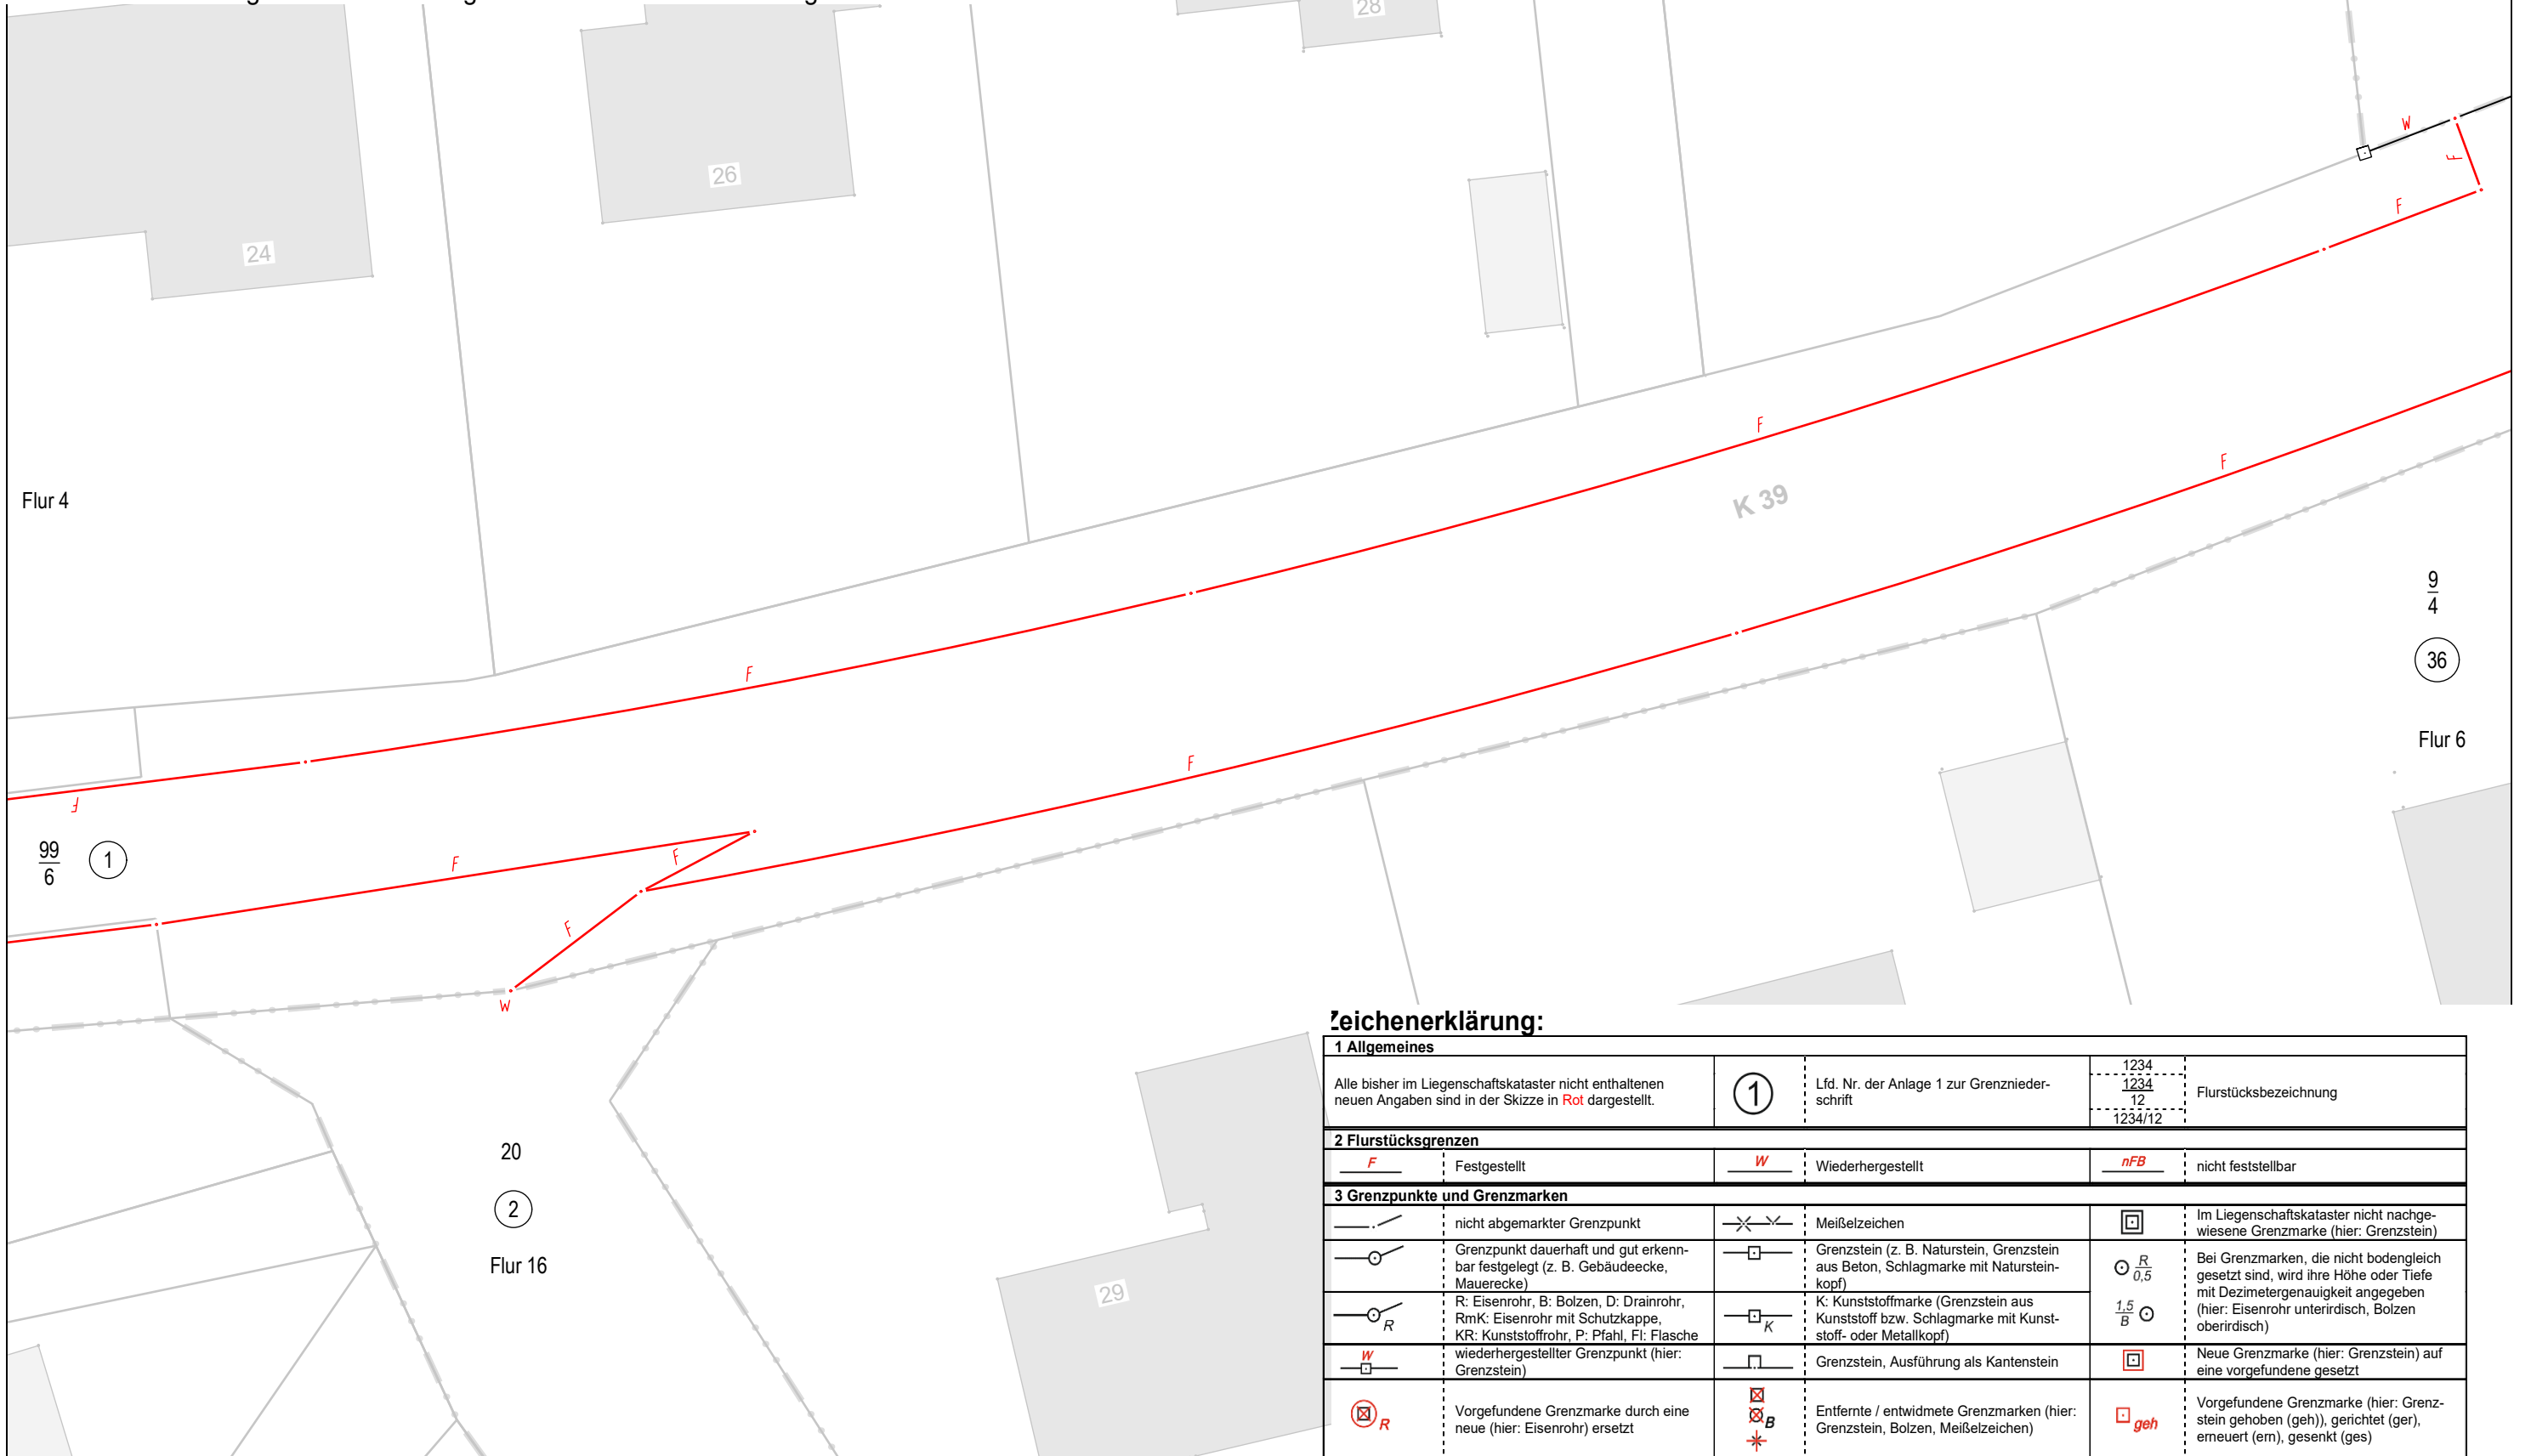 28
W
F
26
F
24
F
F
K 39
Flur 4
9
4
36
F
Flur 6
F
F
99
6
1
F
F
F
W
Zeichenerklärung:
1 Allgemeines
Alle bisher im Liegenschaftskataster nicht enthaltenen
neuen Angaben sind in der Skizze in Rot dargestellt.
1
Lfd. Nr. der Anlage 1 zur Grenznieder-
schrift
1234
1234
12
1234/12
Flurstücksbezeichnung
2 Flurstücksgrenzen
F
Festgestellt
W
Wiederhergestellt
nFB
nicht feststellbar
3 Grenzpunkte und Grenzmarken
nicht abgemarkter Grenzpunkt
Meißelzeichen
Im Liegenschaftskataster nicht nachge-
wiesene Grenzmarke (hier: Grenzstein)
Grenzpunkt dauerhaft und gut erkenn-
bar festgelegt (z. B. Gebäudeecke,
Mauerecke)
Grenzstein (z. B. Naturstein, Grenzstein
aus Beton, Schlagmarke mit Naturstein-
kopf)
R
0,5
1,5
B
Bei Grenzmarken, die nicht bodengleich
gesetzt sind, wird ihre Höhe oder Tiefe
mit Dezimetergenauigkeit angegeben
(hier: Eisenrohr unterirdisch, Bolzen
oberirdisch)
R
R: Eisenrohr, B: Bolzen, D: Drainrohr,
RmK: Eisenrohr mit Schutzkappe,
KR: Kunststoffrohr, P: Pfahl, Fl: Flasche
K
K: Kunststoffmarke (Grenzstein aus
Kunststoff bzw. Schlagmarke mit Kunst-
stoff- oder Metallkopf)
W
wiederhergestellter Grenzpunkt (hier:
Grenzstein)
Grenzstein, Ausführung als Kantenstein
Neue Grenzmarke (hier: Grenzstein) auf
eine vorgefundene gesetzt
R
Vorgefundene Grenzmarke durch eine
neue (hier: Eisenrohr) ersetzt
B
Entfernte / entwidmete Grenzmarken (hier:
Grenzstein, Bolzen, Meißelzeichen)
geh
Vorgefundene Grenzmarke (hier: Grenz-
stein gehoben (geh)), gerichtet (ger),
erneuert (ern), gesenkt (ges)
20
2
Flur 16
29